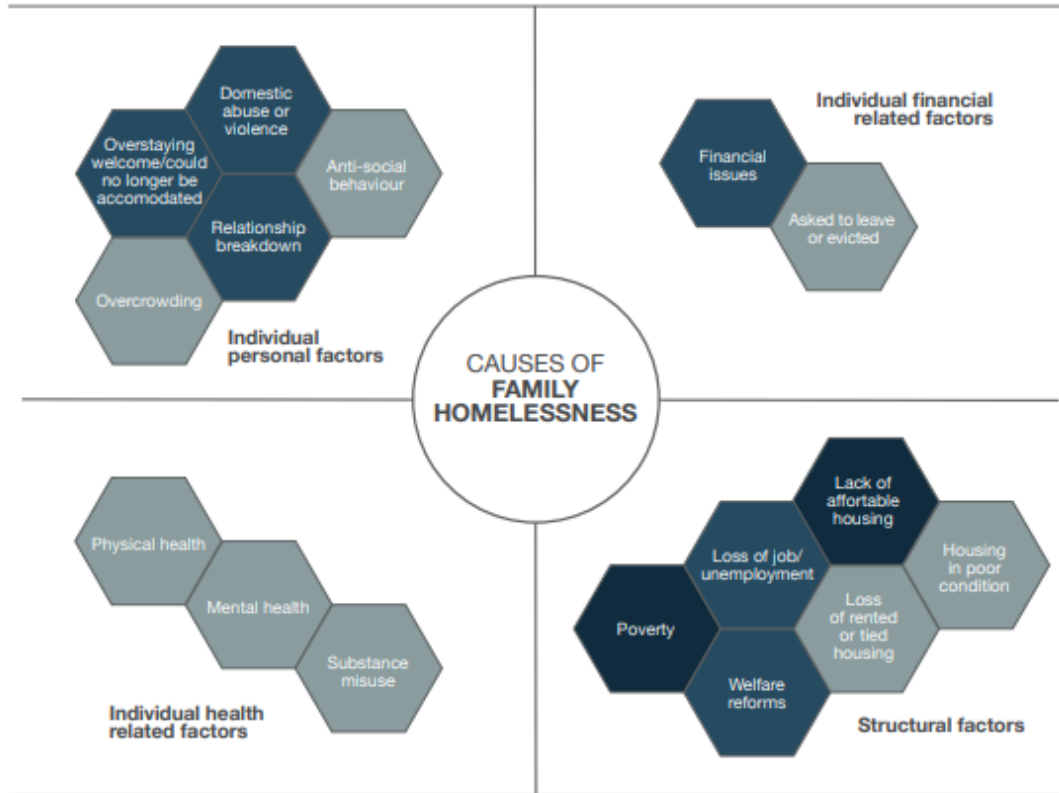 Domestic
abuse or
violence
Overstaying
welcome/could
no longer be
accomodated
Anti-social
behaviour
Relationship
breakdown
Overcrowding
Individual
personal factors
Individual financial
related factors
Financial
issues
Asked to leave
or evicted
CAUSES OF
FAMILY
HOMELESSNESS
Physical health
Mental health
Substance
misuse
Individual health
related factors
Lack of
affortable
housing
Loss of job/
unemployment
Housing
in poor
condition
Poverty
Loss
of rented
or tied
housing
Welfare
reforms
Structural factors